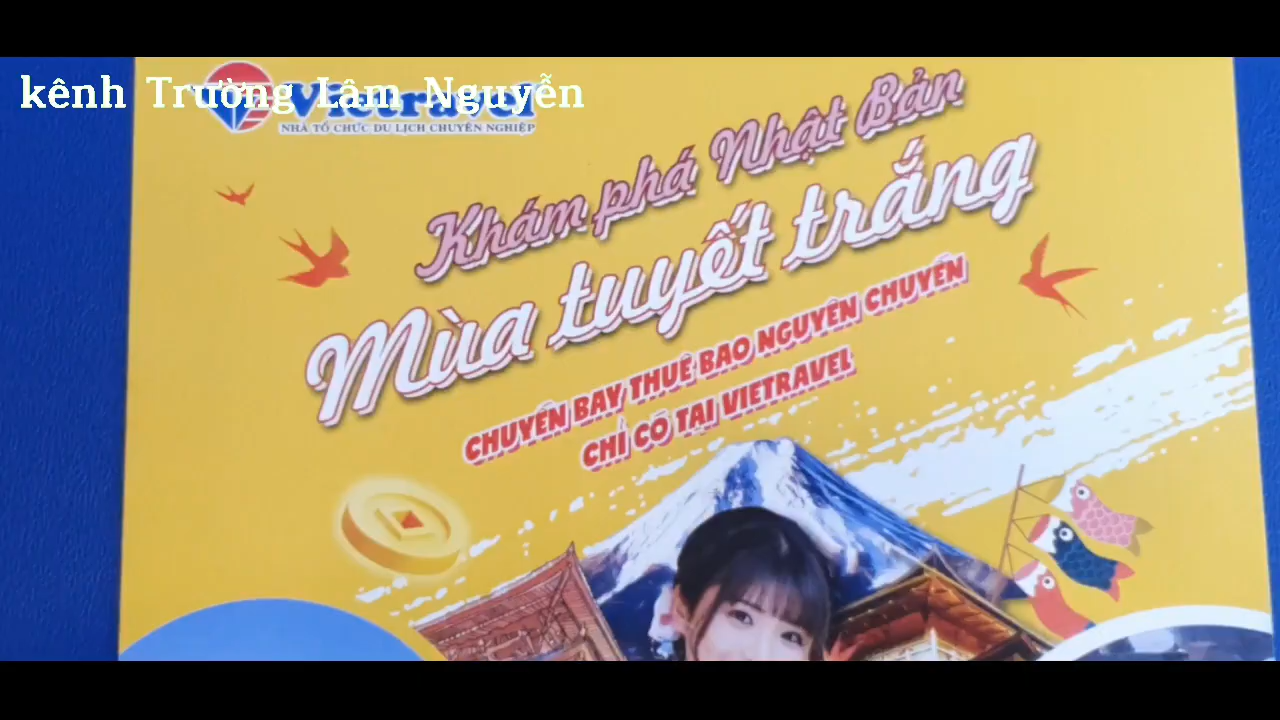 kênh Trường Lâm Nguyễn
Vietravel
NHÀ TỔ CHỨC DU LỊCH CHUYÊN NGHIỆP
Khám phá Nhật Bản
Mùa tuyết trắng
CHUYẾN BAY THUÊ BAO NGUYÊN CHUYẾN
CHỈ CÓ TẠI VIETRAVEL